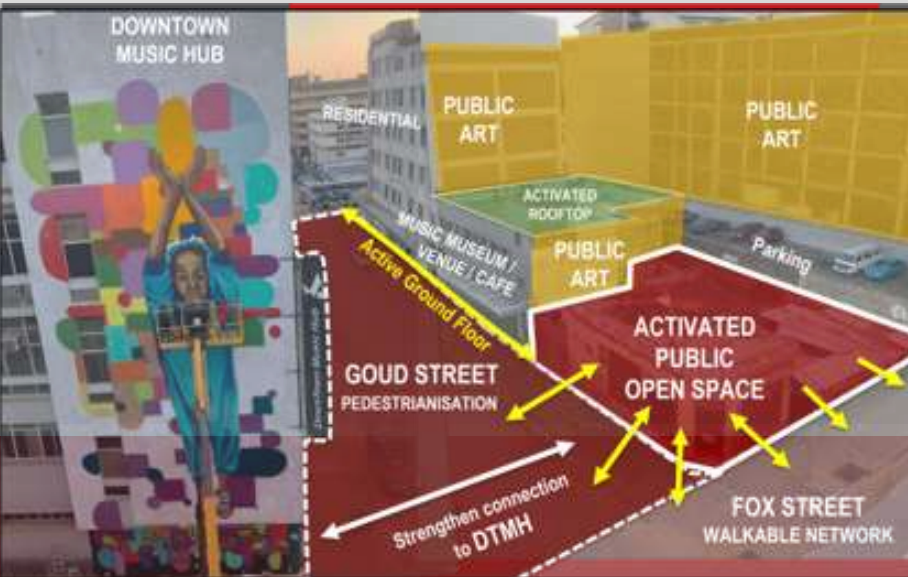 DOWNTOWN
MUSIC HUB
RESIDENTIAL
PUBLIC
ART
PUBLIC
ART
ACTIVATED
ROOFTOP
MUSIC MUSEUM /
VENUE / CAFE
PUBLIC
ART
Parking
Active Ground Floor
ACTIVATED
PUBLIC
OPEN SPACE
GOUD STREET
PEDESTRIANISATION
Strengthen connection
to DTMH
FOX STREET
WALKABLE NETWORK